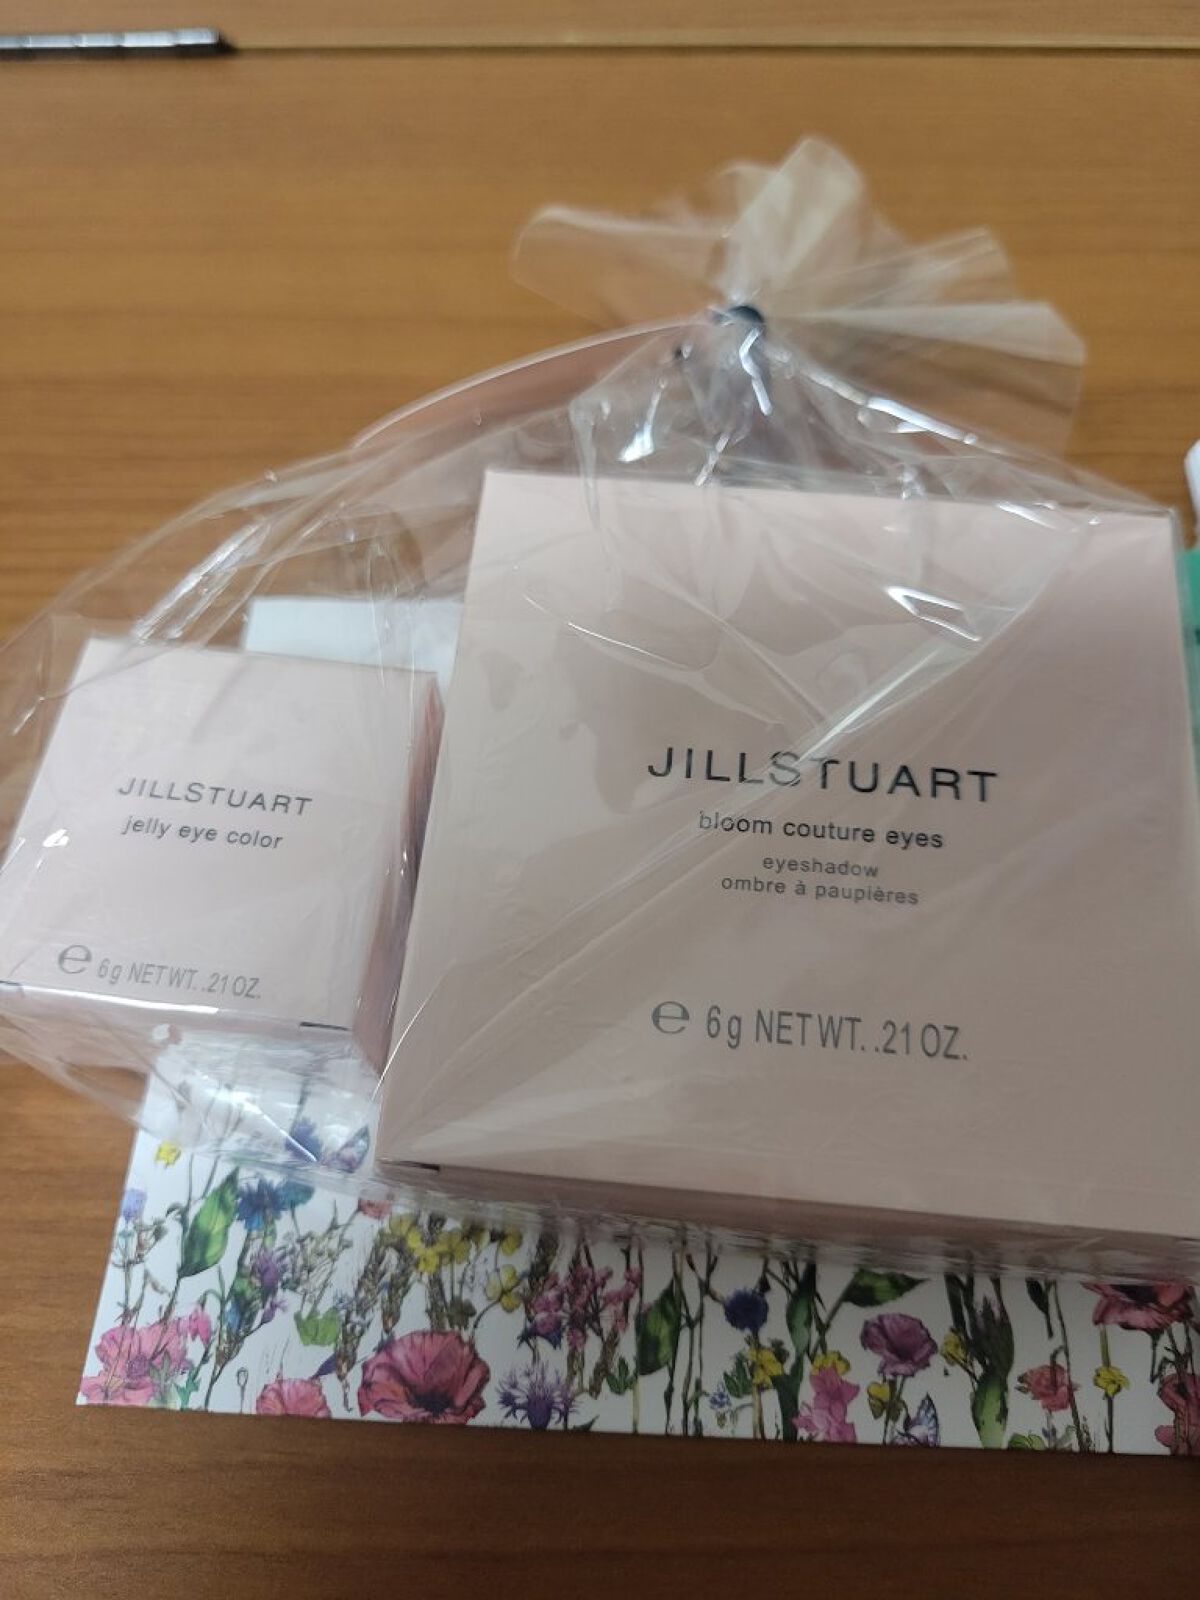 JILLSTUART
jelly eye color
℮ 6g NET WT. .21 OZ.
JILLSTUART
bloom couture eyes
eyeshadow
ombre à paupières
℮ 6g NET WT. .21 OZ.